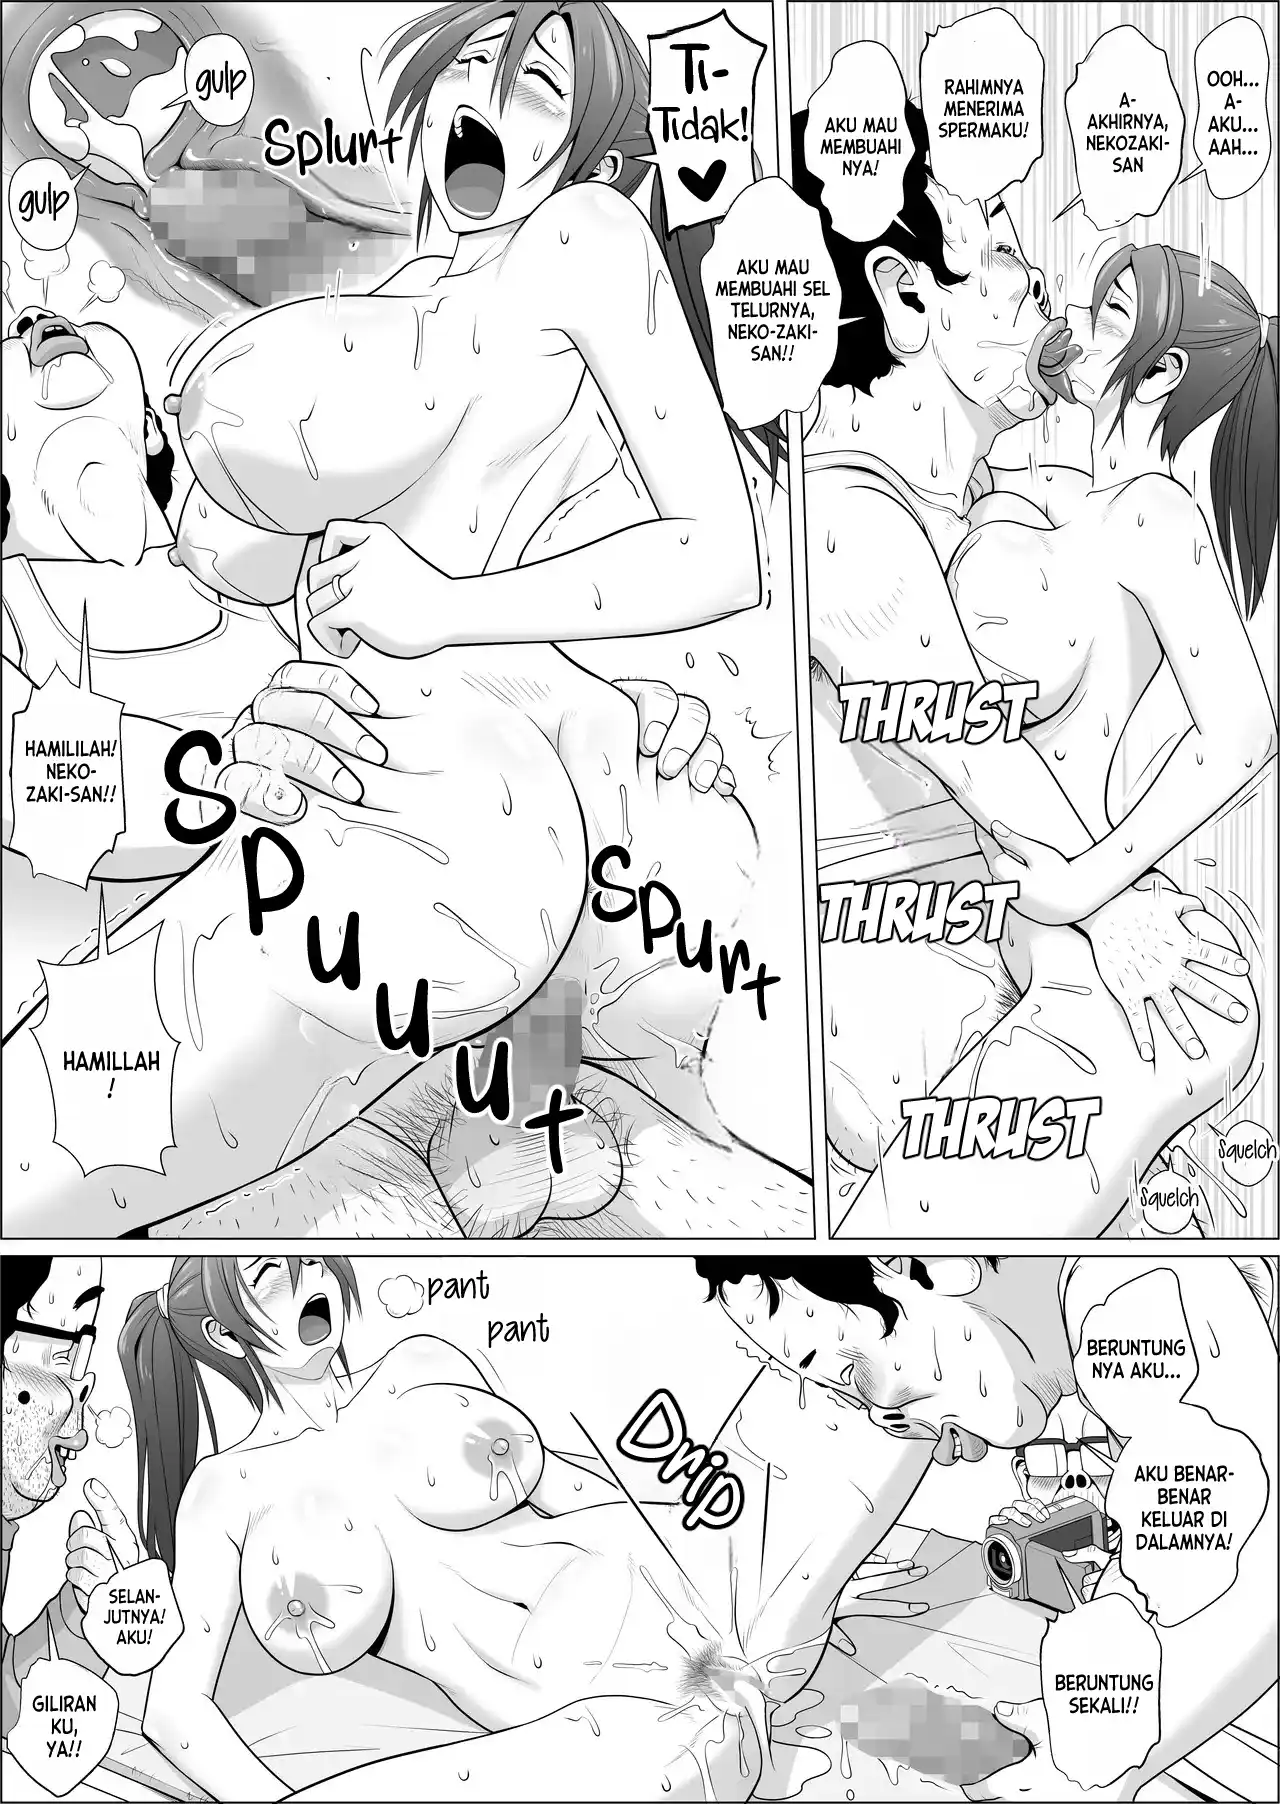 OOH...
A-
AKU...
AAH...
A-
AKHIRNYA,
NEKOZAKI-
SAN
RAHIMNYA
MENERIMA
SPERMAKU!
AKU MAU
MEMBUAHI
NYA!
AKU MAU
MEMBUAHI SEL
TELURNYA,
NEKO-ZAKI-
SAN!!
THRUST
THRUST
THRUST
Squelch
Squelch
Ti-
Tidak!
gulp
gulp
Splurt
HAMILILAH!
NEKO-
ZAKI-SAN!!
HAMILLAH
!
Spuuut
Spurt
BERUNTUNG
NYA AKU...
AKU BENAR-
BENAR
KELUAR DI
DALAMNYA!
BERUNTUNG
SEKALI!!
pant
pant
Drip
SELAN-
JUTNYA!
AKU!
GILIRAN
KU,
YA!!